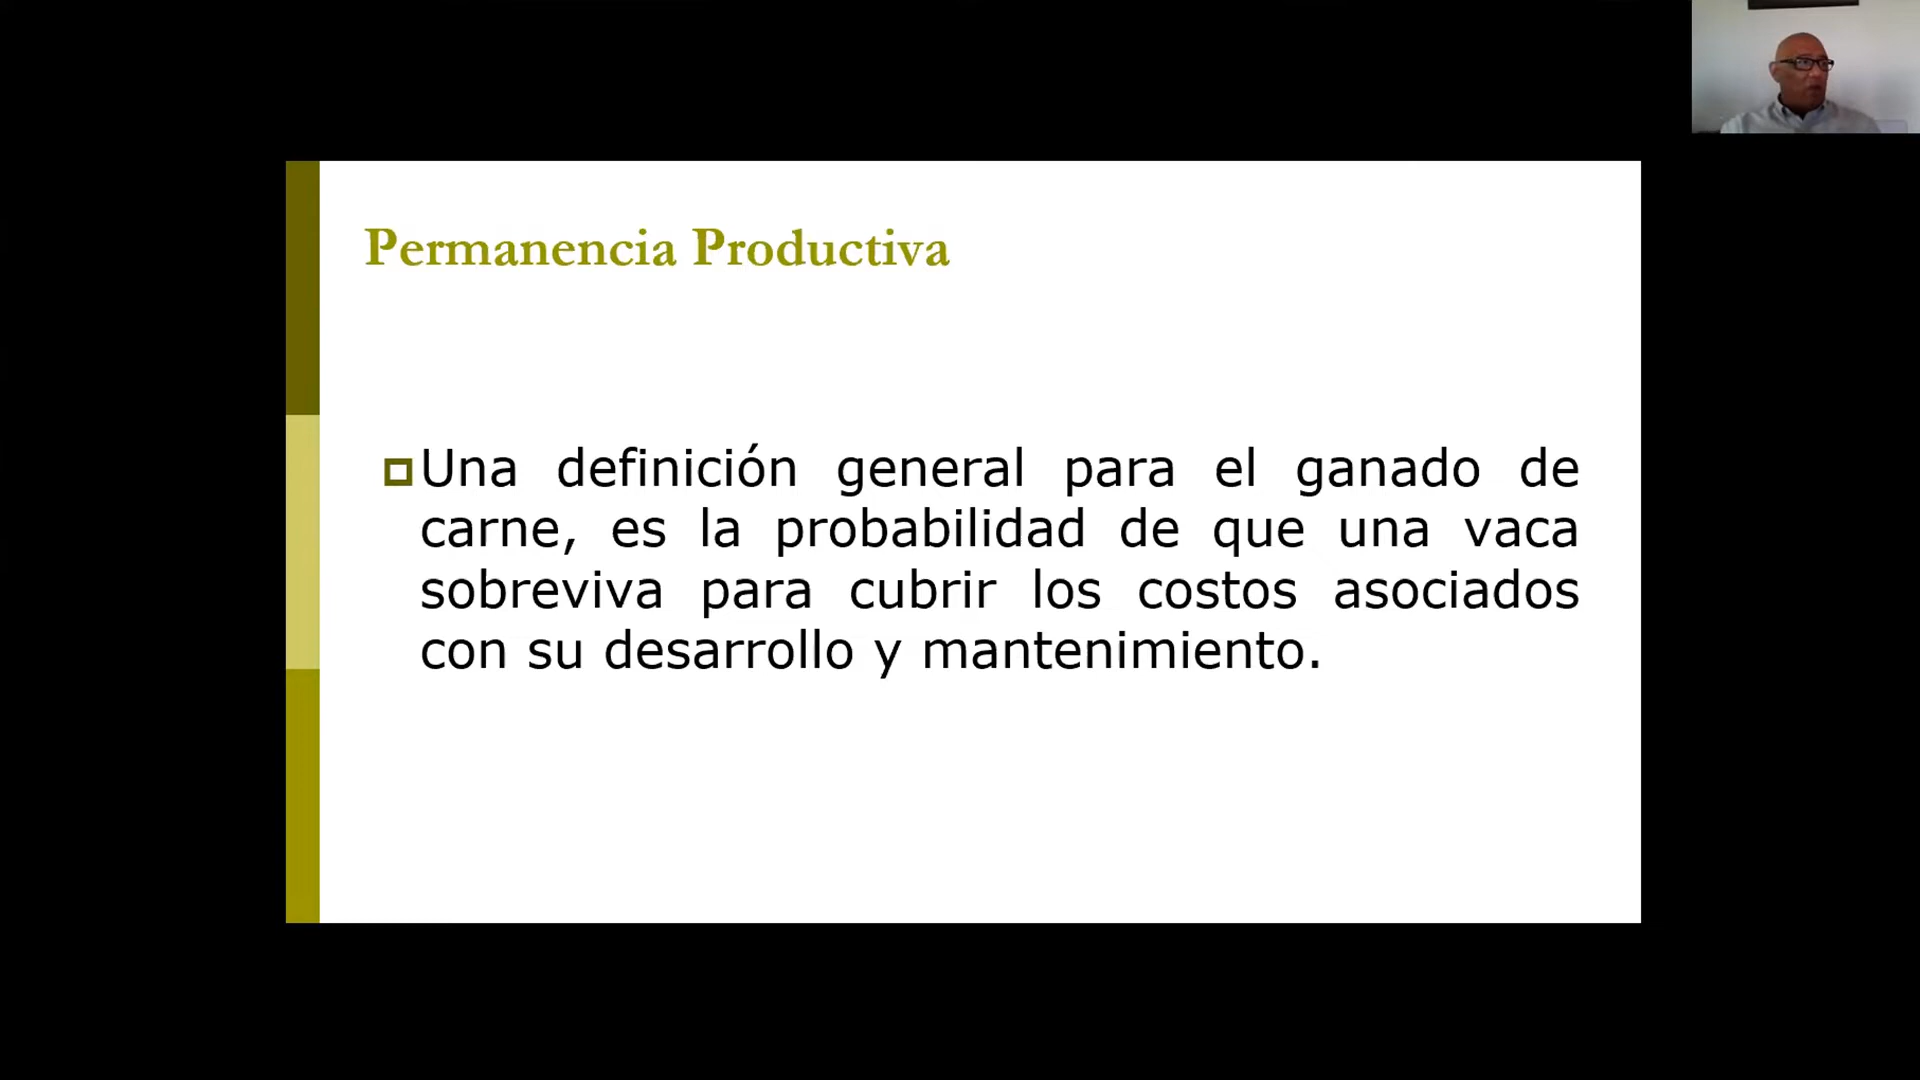 Permanencia Productiva
Una definición general para el ganado de
carne, es la probabilidad de que una vaca
sobreviva para cubrir los costos asociados
con su desarrollo y mantenimiento.